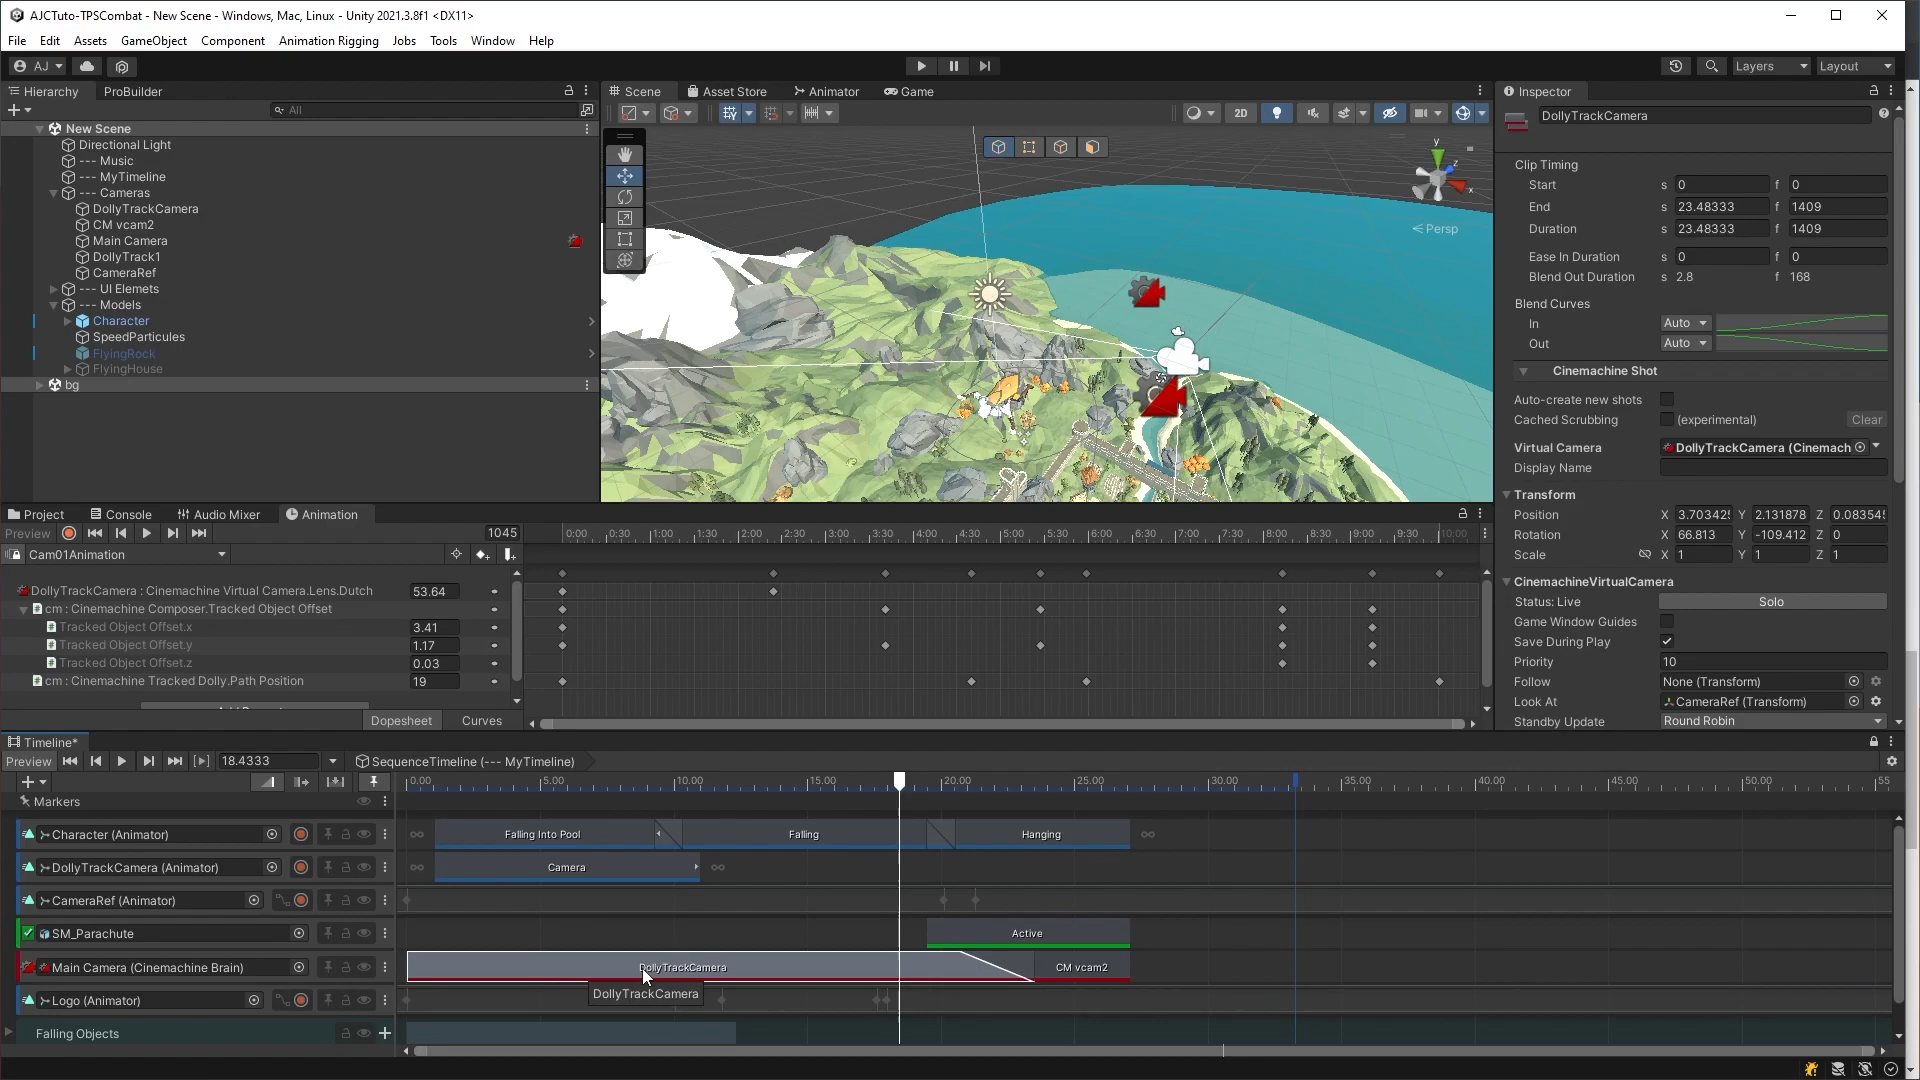 AJCTuto-TPSCombat - New Scene - Windows, Mac, Linux - Unity 2021.3.8f1 <DX11>
File Edit Assets GameObject Component Animation Rigging Jobs Tools Window Help
AJ Layers Layout
Hierarchy ProBuilder
All
New Scene
Directional Light
--- Music
--- MyTimeline
--- Cameras
DollyTrackCamera
CM vcam2
Main Camera
DollyTrack1
CameraRef
--- UI Elemets
--- Models
Character
SpeedParticules
FlyingRock
FlyingHouse
bg
Scene Asset Store Animator Game
2D
y
z
x
Persp
Inspector
DollyTrackCamera
Clip Timing
Start s 0 f 0
End s 23.48333 f 1409
Duration s 23.48333 f 1409
Ease In Duration s 0 f 0
Blend Out Duration s 2.8 f 168
Blend Curves
In Auto
Out Auto
Cinemachine Shot
Auto-create new shots
Cached Scrubbing (experimental) Clear
Virtual Camera DollyTrackCamera (Cinemach
Display Name
Transform
Position X 3.70342 Y 2.131878 Z 0.08354
Rotation X 66.813 Y -109.412 Z 0
Scale X 1 Y 1 Z 1
CinemachineVirtualCamera
Status: Live Solo
Game Window Guides
Save During Play
Priority 10
Follow None (Transform)
Look At CameraRef (Transform)
Standby Update Round Robin
Project Console Audio Mixer Animation
Preview 1045 0:00 0:30 1:00 1:30 2:00 2:30 3:00 3:30 4:00 4:30 5:00 5:30 6:00 6:30 7:00 7:30 8:00 8:30 9:00 9:30 10:00
Cam01Animation
DollyTrackCamera : Cinemachine Virtual Camera.Lens.Dutch 53.64
cm : Cinemachine Composer.Tracked Object Offset
Tracked Object Offset.x 3.41
Tracked Object Offset.y 1.17
Tracked Object Offset.z 0.03
cm : Cinemachine Tracked Dolly.Path Position 19
Dopesheet Curves
Timeline*
Preview 18.4333 SequenceTimeline (--- MyTimeline)
0.00 5.00 10.00 15.00 20.00 25.00 30.00 35.00 40.00 45.00 50.00 55
Markers
Character (Animator) Falling Into Pool Falling Hanging
DollyTrackCamera (Animator) Camera
CameraRef (Animator)
SM_Parachute Active
Main Camera (Cinemachine Brain) DollyTrackCamera CM vcam2
DollyTrackCamera
Logo (Animator)
Falling Objects